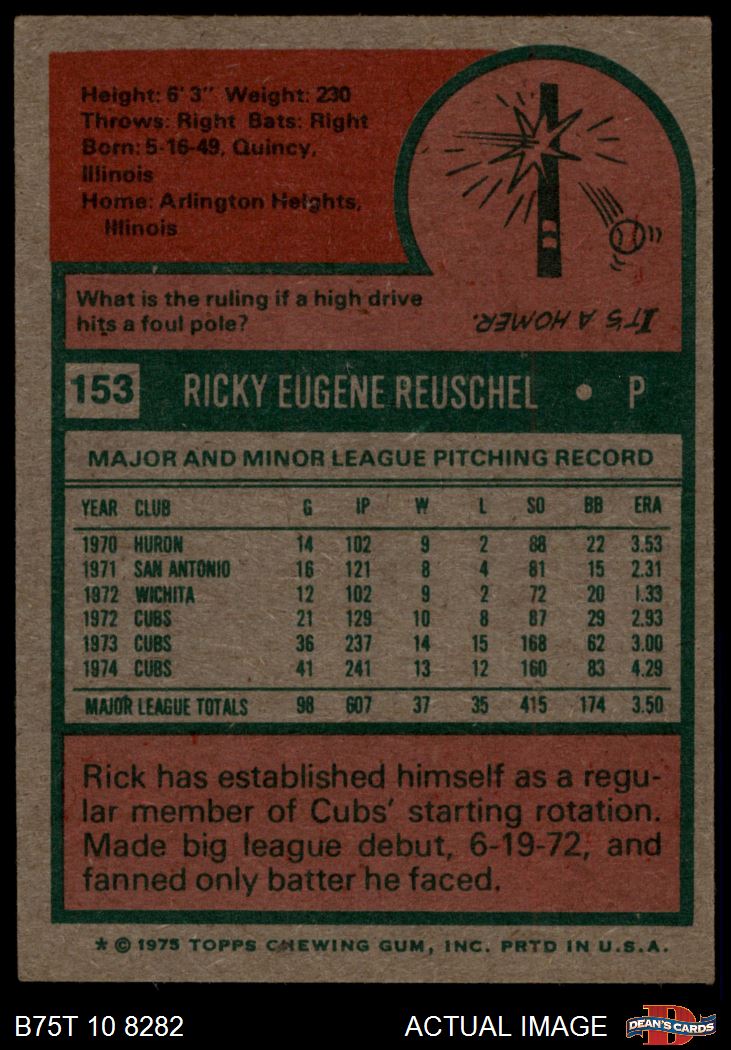 Height: 6' 3" Weight: 230
Throws: Right Bats: Right
Born: 5-16-49, Quincy,
Illinois
Home: Arlington Heights,
Illinois
What is the ruling if a high drive
hits a foul pole?
IT'S A HOMER.
153 RICKY EUGENE REUSCHEL • P
MAJOR AND MINOR LEAGUE PITCHING RECORD
YEAR CLUB G IP W L SO BB ERA
1970 HURON 14 102 9 2 88 22 3.53
1971 SAN ANTONIO 16 121 8 4 81 15 2.31
1972 WICHITA 12 102 9 2 72 20 1.33
1972 CUBS 21 129 10 8 87 29 2.93
1973 CUBS 36 237 14 15 168 62 3.00
1974 CUBS 41 241 13 12 160 83 4.29
MAJOR LEAGUE TOTALS 98 607 37 35 415 174 3.50
Rick has established himself as a regu-
lar member of Cubs' starting rotation.
Made big league debut, 6-19-72, and
fanned only batter he faced.
* © 1975 TOPPS CHEWING GUM, INC. PRTD IN U.S.A.
B75T 10 8282 ACTUAL IMAGE D DEAN'S CARDS